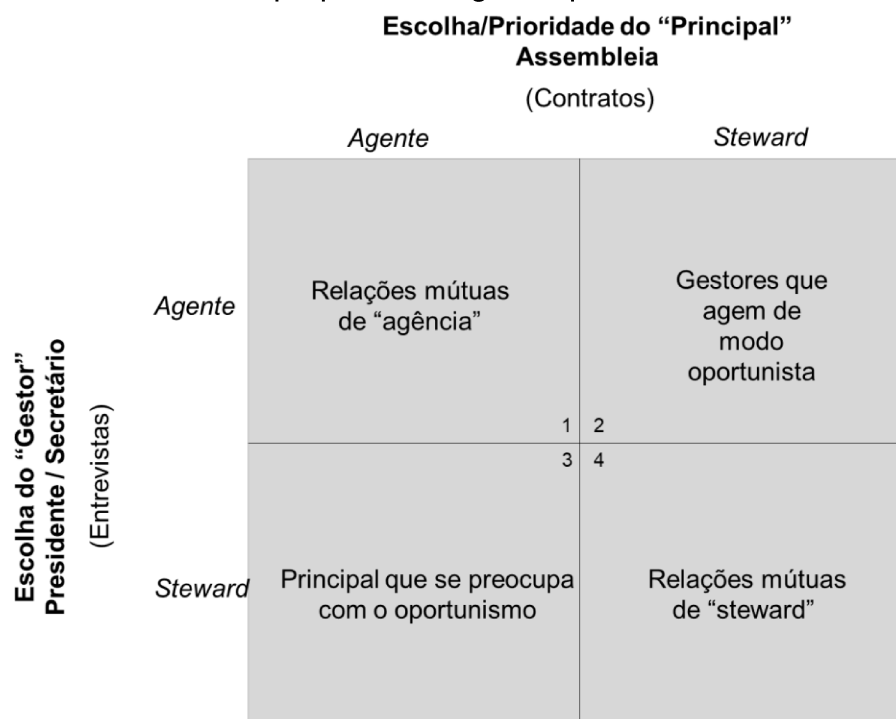 Escolha/Prioridade do “Principal”
Assembleia
(Contratos)
Agente
Steward
Escolha do “Gestor”
Presidente / Secretário
(Entrevistas)
Agente
Relações mútuas
de “agência”
1
Gestores que
agem de
modo
oportunista
2
Steward
3
Principal que se preocupa
com o oportunismo
4
Relações mútuas
de “steward”